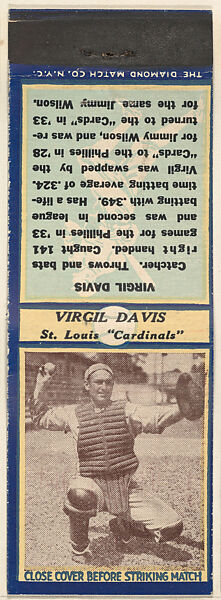 THE DIAMOND MATCH CO. N.Y.C.
VIRGIL DAVIS
Catcher. Throws and bats
right handed. Caught 141
games for the Phillies in '33
and was second in league
batting with .349. Has a life-
time batting average of .324.
Virgil was swapped by the
"Cards" to the Phillies in '28
for Jimmy Wilson, and was re-
turned to the "Cards" in '33
for the same Jimmy Wilson.
VIRGIL DAVIS
St. Louis "Cardinals"
CLOSE COVER BEFORE STRIKING MATCH